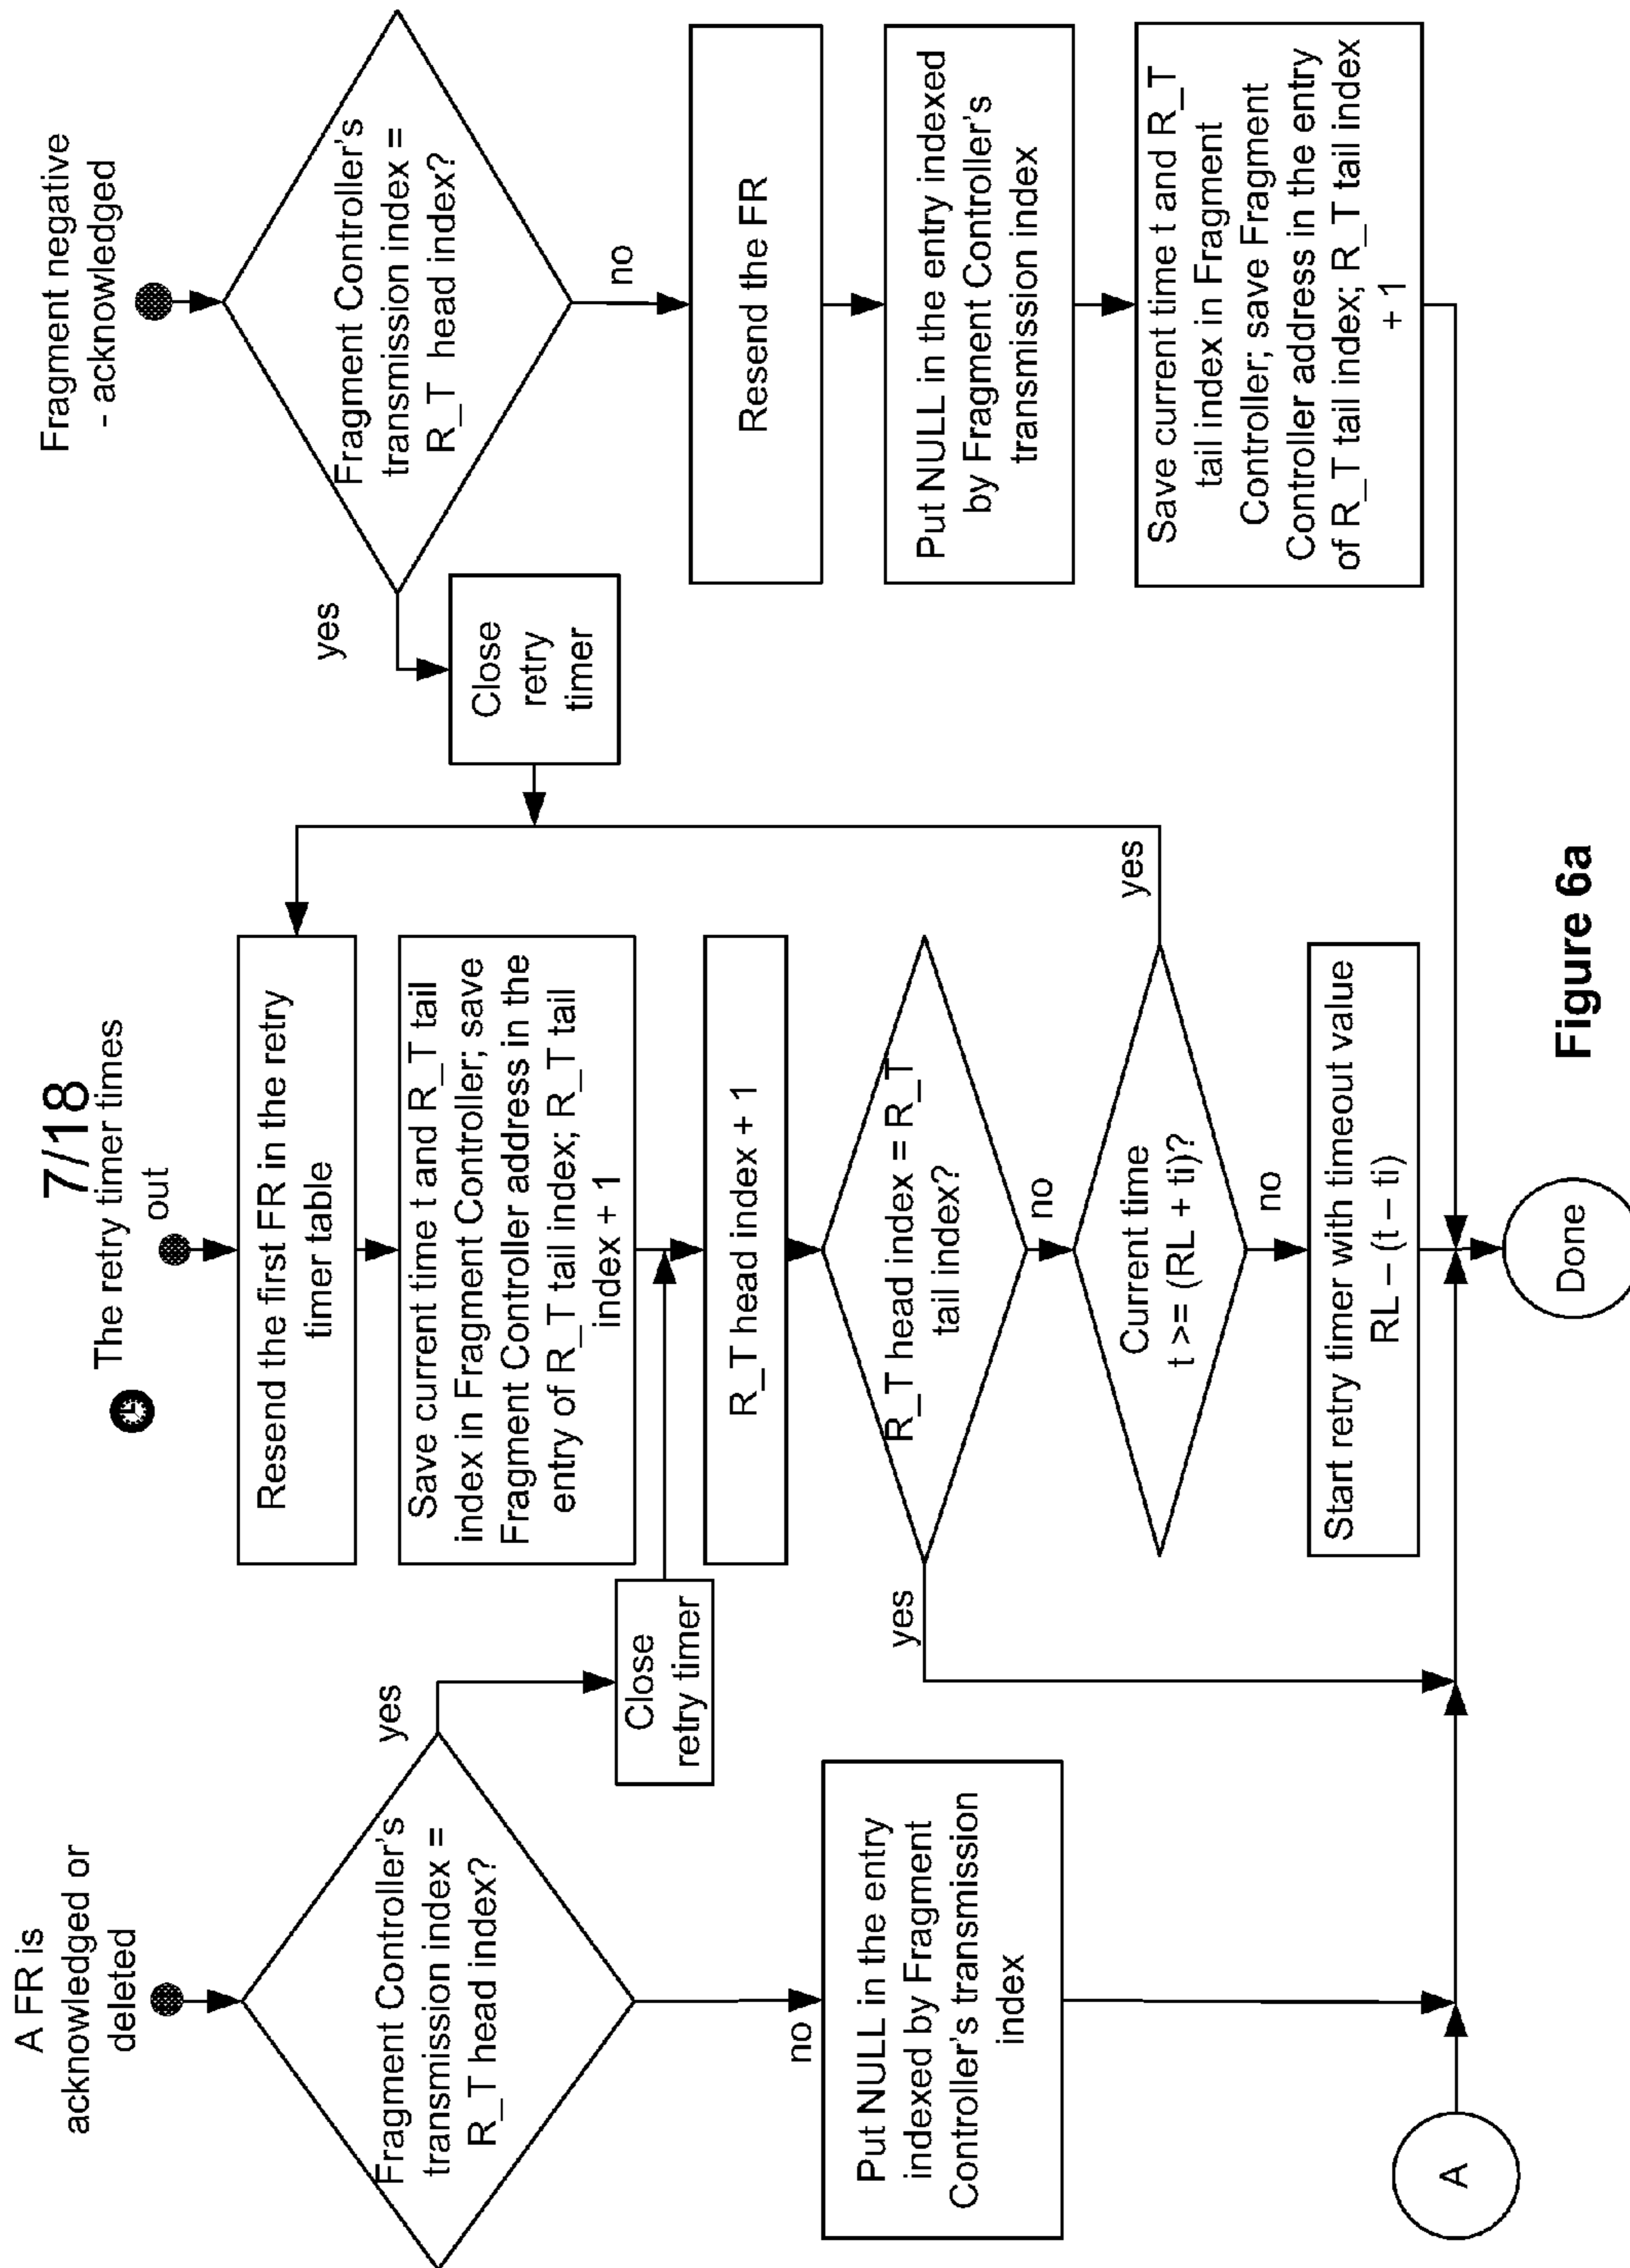 7/18
A FR is
acknowledged or
deleted
Fragment Controller's
transmission index =
R_T head index?
yes
no
Close
retry timer
Put NULL in the entry
indexed by Fragment
Controller's transmission
index
A
The retry timer times
out
Resend the first FR in the retry
timer table
Save current time t and R_T tail
index in Fragment Controller; save
Fragment Controller address in the
entry of R_T tail index; R_T tail
index + 1
R_T head index + 1
R_T head index = R_T
tail index?
yes
no
Current time
t >= (RL + ti)?
yes
no
Start retry timer with timeout value
RL – (t – ti)
Done
Fragment negative
- acknowledged
Fragment Controller's
transmission index =
R_T head index?
yes
no
Close
retry
timer
Resend the FR
Put NULL in the entry indexed
by Fragment Controller's
transmission index
Save current time t and R_T
tail index in Fragment
Controller; save Fragment
Controller address in the entry
of R_T tail index; R_T tail index
+ 1
Figure 6a